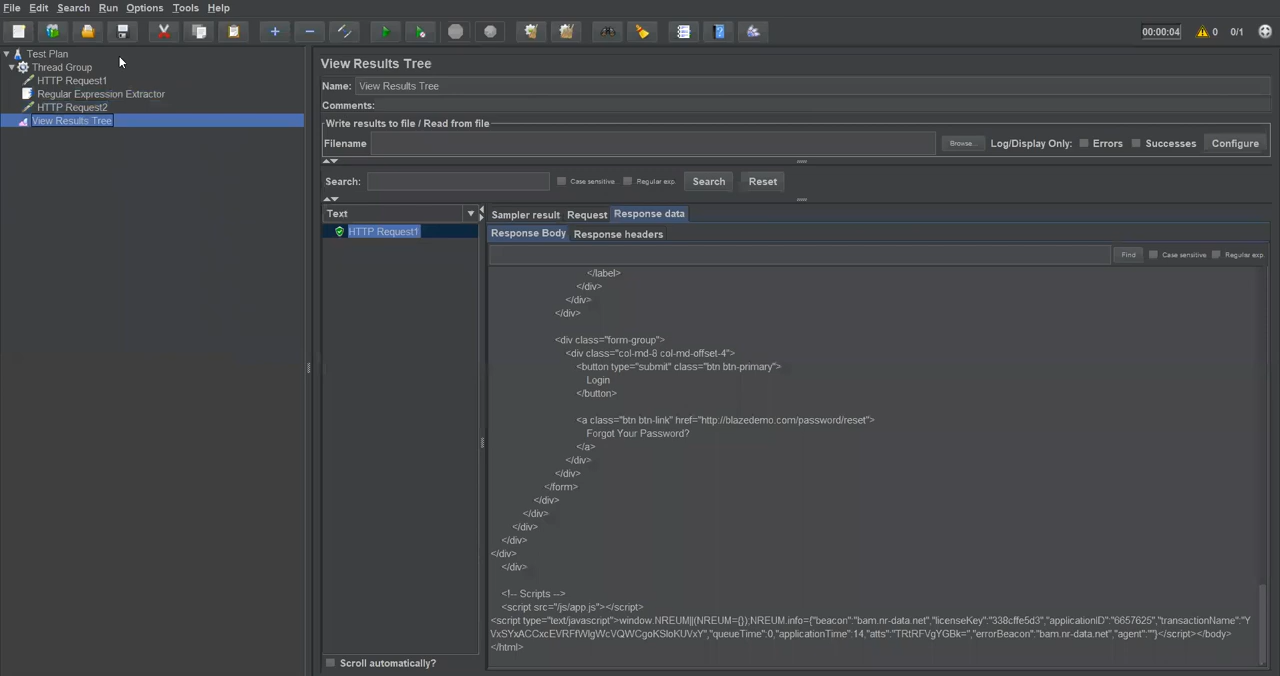 File Edit Search Run Options Tools Help
00:00:04 0 0/1
Test Plan
Thread Group
HTTP Request1
Regular Expression Extractor
HTTP Request2
View Results Tree
View Results Tree
Name: View Results Tree
Comments:
Write results to file / Read from file
Filename Browse... Log/Display Only: Errors Successes Configure
Search: Case sensitive Regular exp. Search Reset
Text
HTTP Request1
Sampler result Request Response data
Response Body Response headers
Find Case sensitive Regular exp.
</label>
</div>
</div>
</div>
<div class="form-group">
<div class="col-md-8 col-md-offset-4">
<button type="submit" class="btn btn-primary">
Login
</button>
<a class="btn btn-link" href="http://blazedemo.com/password/reset">
Forgot Your Password?
</a>
</div>
</div>
</form>
</div>
</div>
</div>
</div>
</div>
</div>
<!-- Scripts -->
<script src="/js/app.js"></script>
<script type="text/javascript">window.NREUM||(NREUM={});NREUM.info={"beacon":"bam.nr-data.net","licenseKey":"338cffe5d3","applicationID":"6657625","transactionName":"Y
VxSYxACCxcEVRFfWlgWcVQWCgoKSloKUVxY","queueTime":0,"applicationTime":14,"atts":"TRtRFVgYGBk=","errorBeacon":"bam.nr-data.net","agent":""}</script></body>
</html>
Scroll automatically?